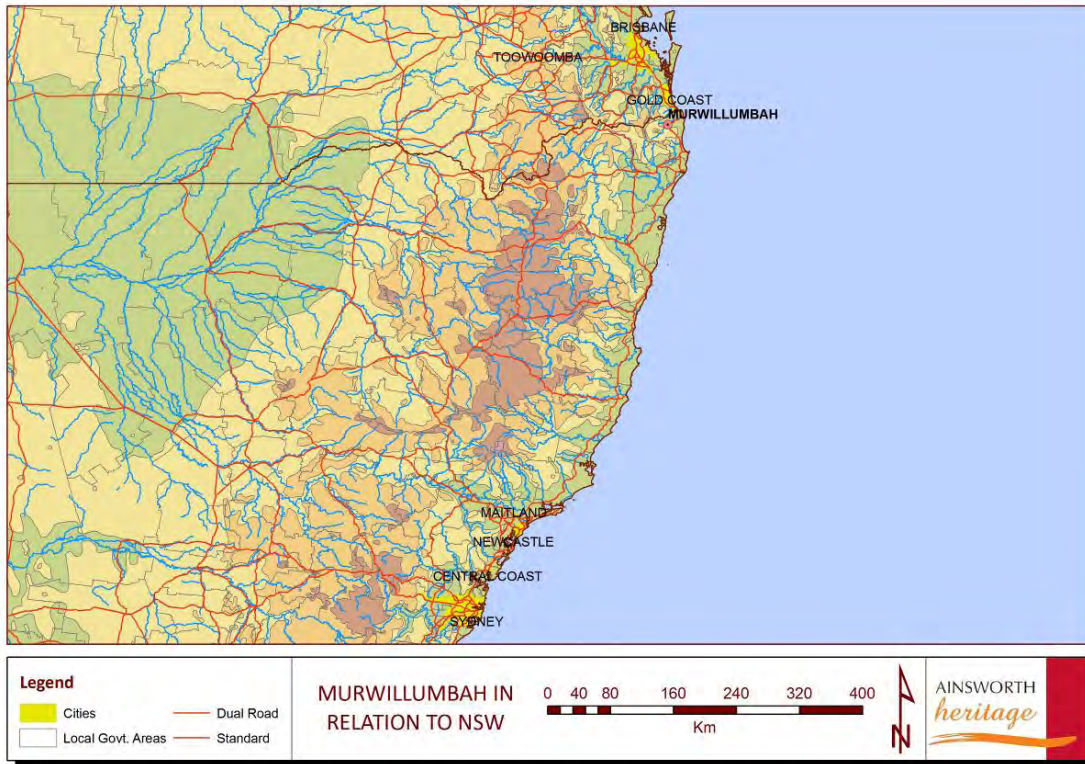 BRISBANE
TOOWOOMBA
GOLD COAST
MURWILLUMBAH
MAITLAND
NEWCASTLE
CENTRAL COAST
SYDNEY
Legend
Cities
Dual Road
Local Govt. Areas
Standard
MURWILLUMBAH IN
RELATION TO NSW
0 40 80 160 240 320 400
Km
N
AINSWORTH
heritage